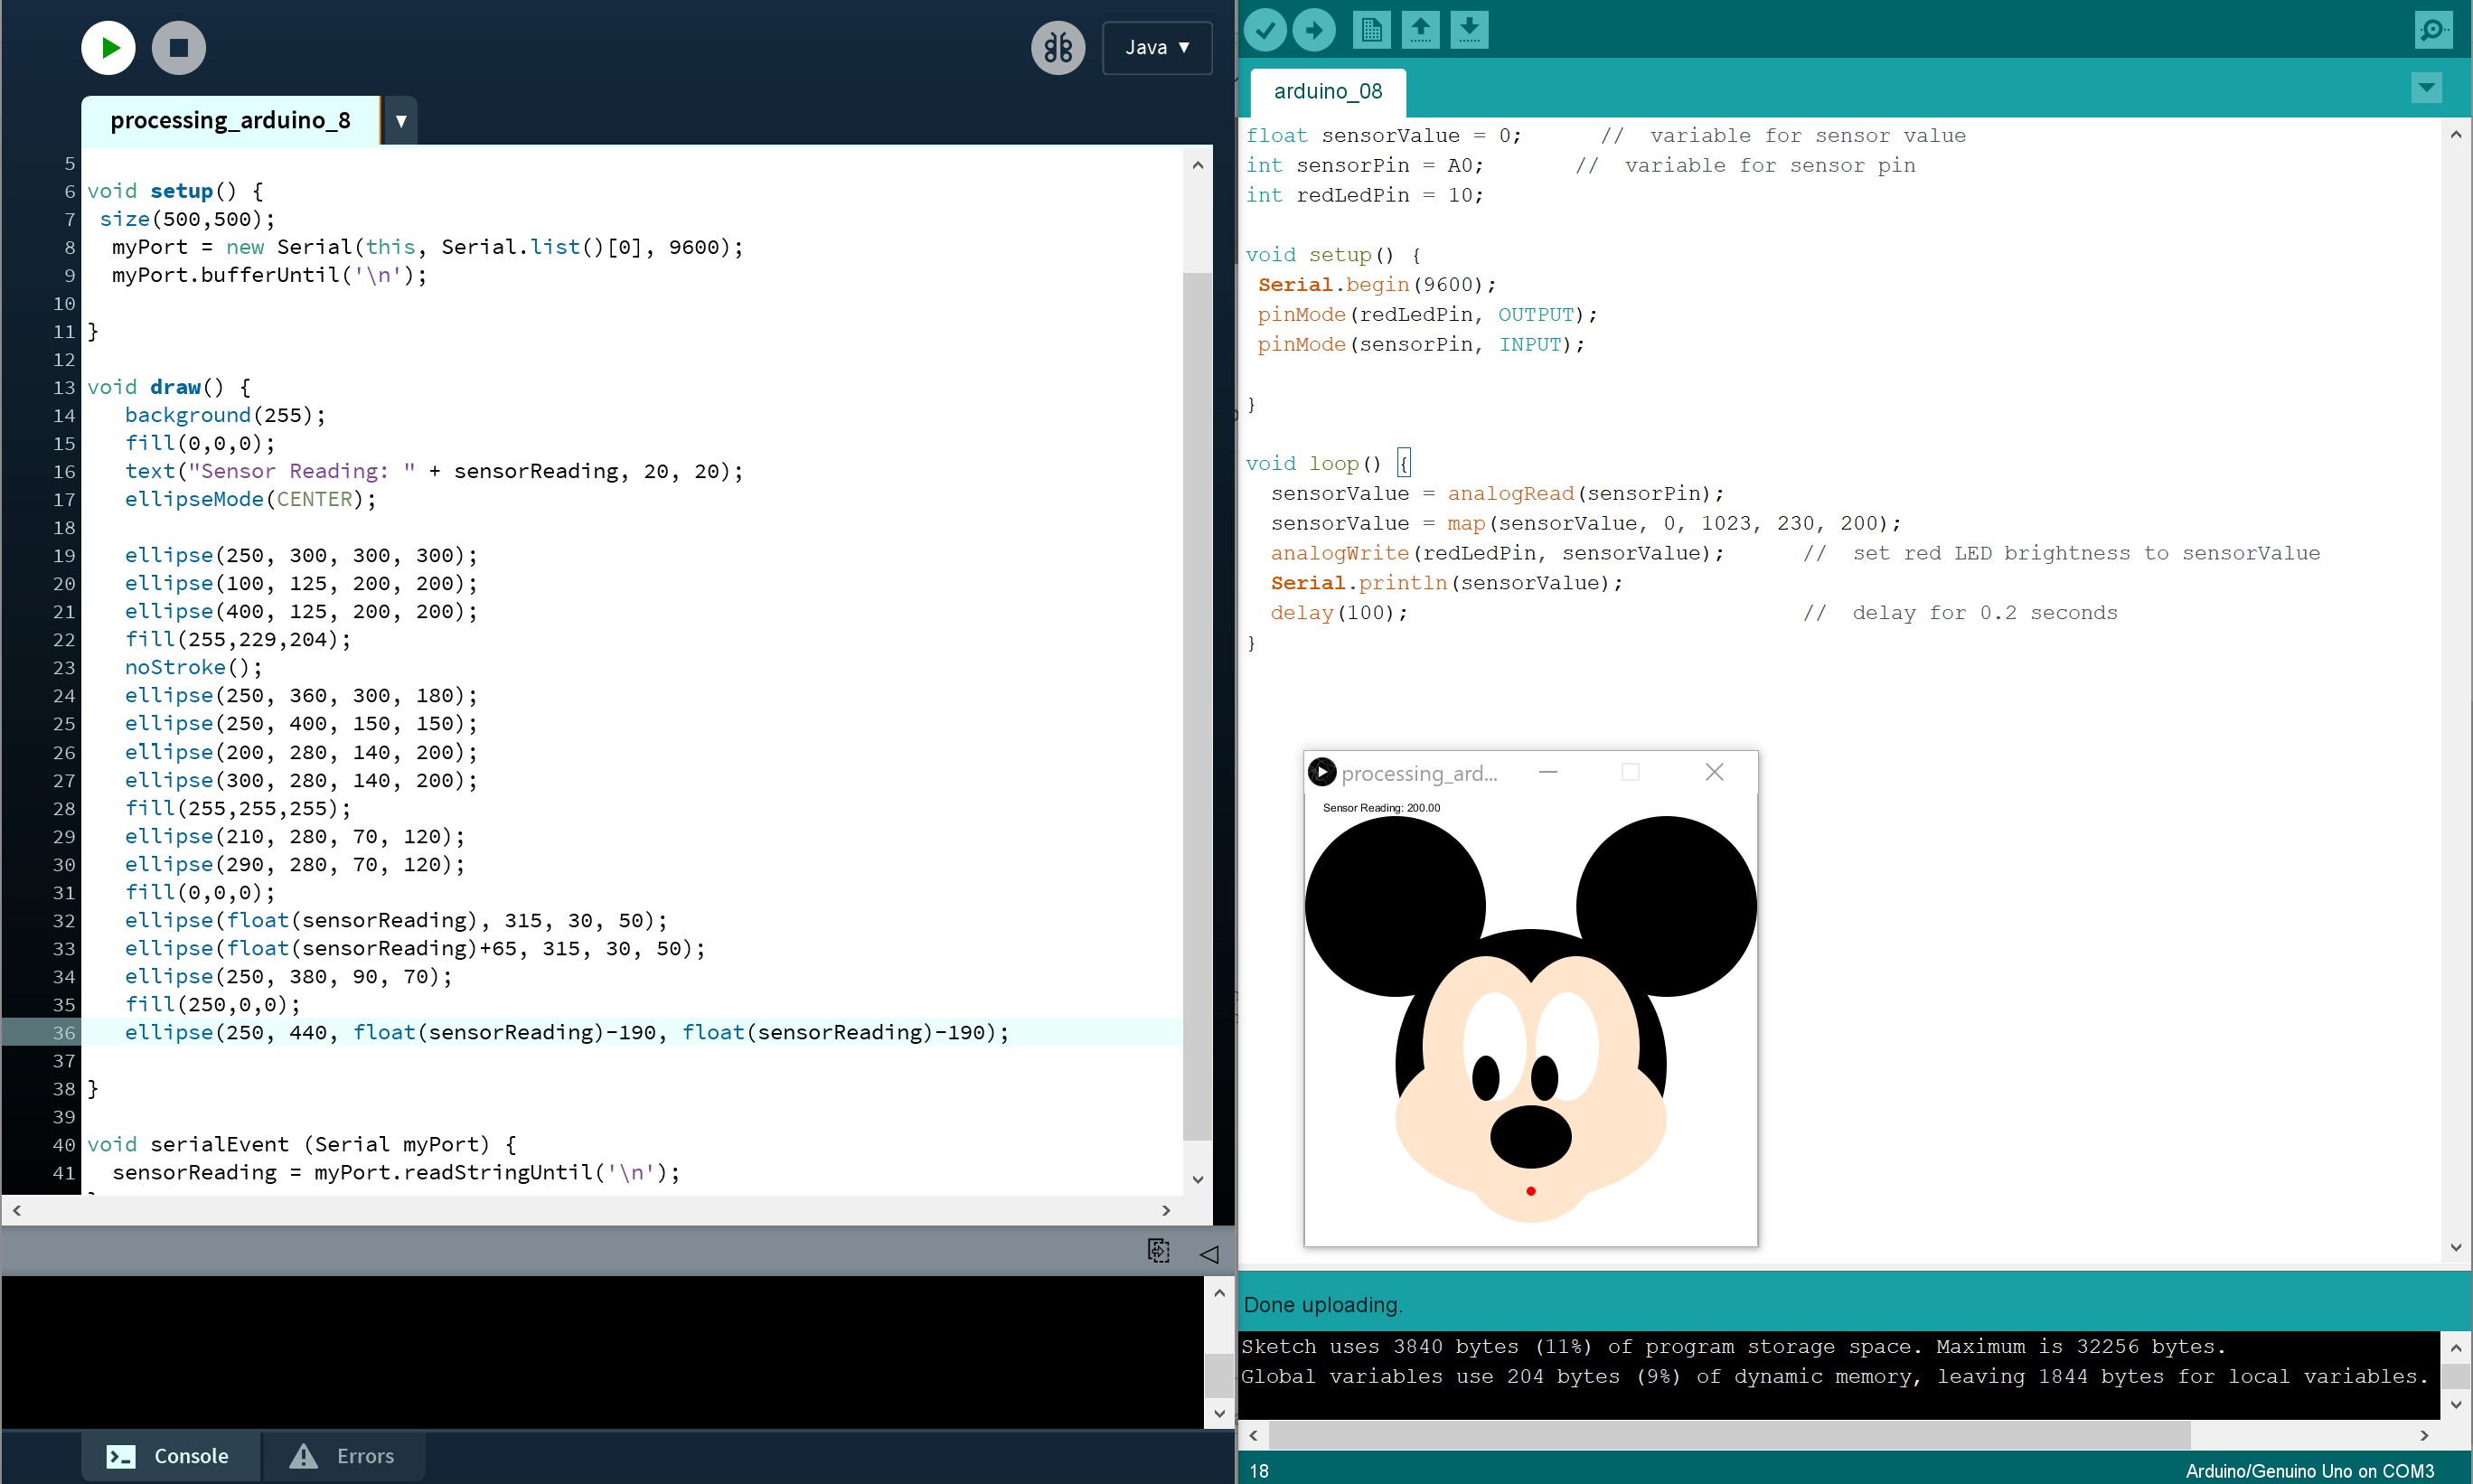 Java ▼
processing_arduino_8 ▼
5
6 void setup() {
7  size(500,500);
8   myPort = new Serial(this, Serial.list()[0], 9600);
9   myPort.bufferUntil('\n');
10
11 }
12
13 void draw() {
14    background(255);
15    fill(0,0,0);
16    text("Sensor Reading: " + sensorReading, 20, 20);
17    ellipseMode(CENTER);
18
19    ellipse(250, 300, 300, 300);
20    ellipse(100, 125, 200, 200);
21    ellipse(400, 125, 200, 200);
22    fill(255,229,204);
23    noStroke();
24    ellipse(250, 360, 300, 180);
25    ellipse(250, 400, 150, 150);
26    ellipse(200, 280, 140, 200);
27    ellipse(300, 280, 140, 200);
28    fill(255,255,255);
29    ellipse(210, 280, 70, 120);
30    ellipse(290, 280, 70, 120);
31    fill(0,0,0);
32    ellipse(float(sensorReading), 315, 30, 50);
33    ellipse(float(sensorReading)+65, 315, 30, 50);
34    ellipse(250, 380, 90, 70);
35    fill(250,0,0);
36    ellipse(250, 440, float(sensorReading)-190, float(sensorReading)-190);
37
38 }
39
40 void serialEvent (Serial myPort) {
41   sensorReading = myPort.readStringUntil('\n');
Console
Errors
arduino_08
float sensorValue = 0;      //  variable for sensor value
int sensorPin = A0;       //  variable for sensor pin
int redLedPin = 10;
void setup() {
 Serial.begin(9600);
 pinMode(redLedPin, OUTPUT);
 pinMode(sensorPin, INPUT);
}
void loop() {
  sensorValue = analogRead(sensorPin);
  sensorValue = map(sensorValue, 0, 1023, 230, 200);
  analogWrite(redLedPin, sensorValue);      //  set red LED brightness to sensorValue
  Serial.println(sensorValue);
  delay(100);                               //  delay for 0.2 seconds
}
processing_ard...
Sensor Reading: 200.00
Done uploading.
Sketch uses 3840 bytes (11%) of program storage space. Maximum is 32256 bytes.
Global variables use 204 bytes (9%) of dynamic memory, leaving 1844 bytes for local variables.
18
Arduino/Genuino Uno on COM3